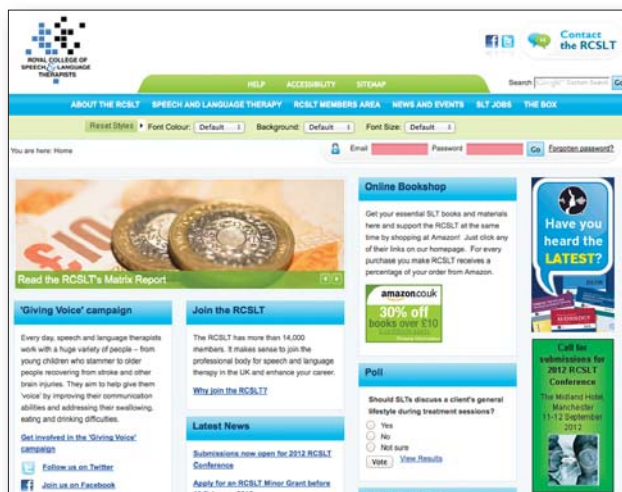 ROYAL COLLEGE OF
SPEECH & LANGUAGE
THERAPISTS
Contact
the RCSLT
HELP ACCESSIBILITY SITEMAP
Search: Custom Search Go
ABOUT THE RCSLT SPEECH AND LANGUAGE THERAPY RCSLT MEMBERS AREA NEWS AND EVENTS SLT JOBS THE BOX
Reset Styles Font Colour: Default Background: Default Font Size: Default
You are here: Home
Email Password Go Forgotten password?
£10
Read the RCSLT's Matrix Report
'Giving Voice' campaign
Every day, speech and language therapists
work with a huge variety of people – from
young children who stammer to older
people recovering from stroke and other
brain injuries. They aim to help give them
'voice' by improving their communication
abilities and addressing their swallowing,
eating and drinking difficulties.
Get involved in the 'Giving Voice'
campaign
Follow us on Twitter
Join us on Facebook
Join the RCSLT
The RCSLT has more than 14,000
members. It makes sense to join the
professional body for speech and language
therapy in the UK and enhance your career.
Why join the RCSLT?
Latest News
Submissions now open for 2012 RCSLT
Conference
Apply for an RCSLT Minor Grant before
Online Bookshop
Get your essential SLT books and materials
here and support the RCSLT at the same
time by shopping at Amazon! Just click any
of their links on our homepage. For every
purchase you make RCSLT receives a
percentage of your order from Amazon.
amazon.co.uk
30% off
books over £10
Privacy Information
Poll
Should SLTs discuss a client's general
lifestyle during treatment sessions?
Yes
No
Not sure
Vote View Results
Have you
heard the
LATEST?
AUDIOLOGY
Call for
submissions for
2012 RCSLT
Conference
The Midland Hotel,
Manchester
11-12 September
2012